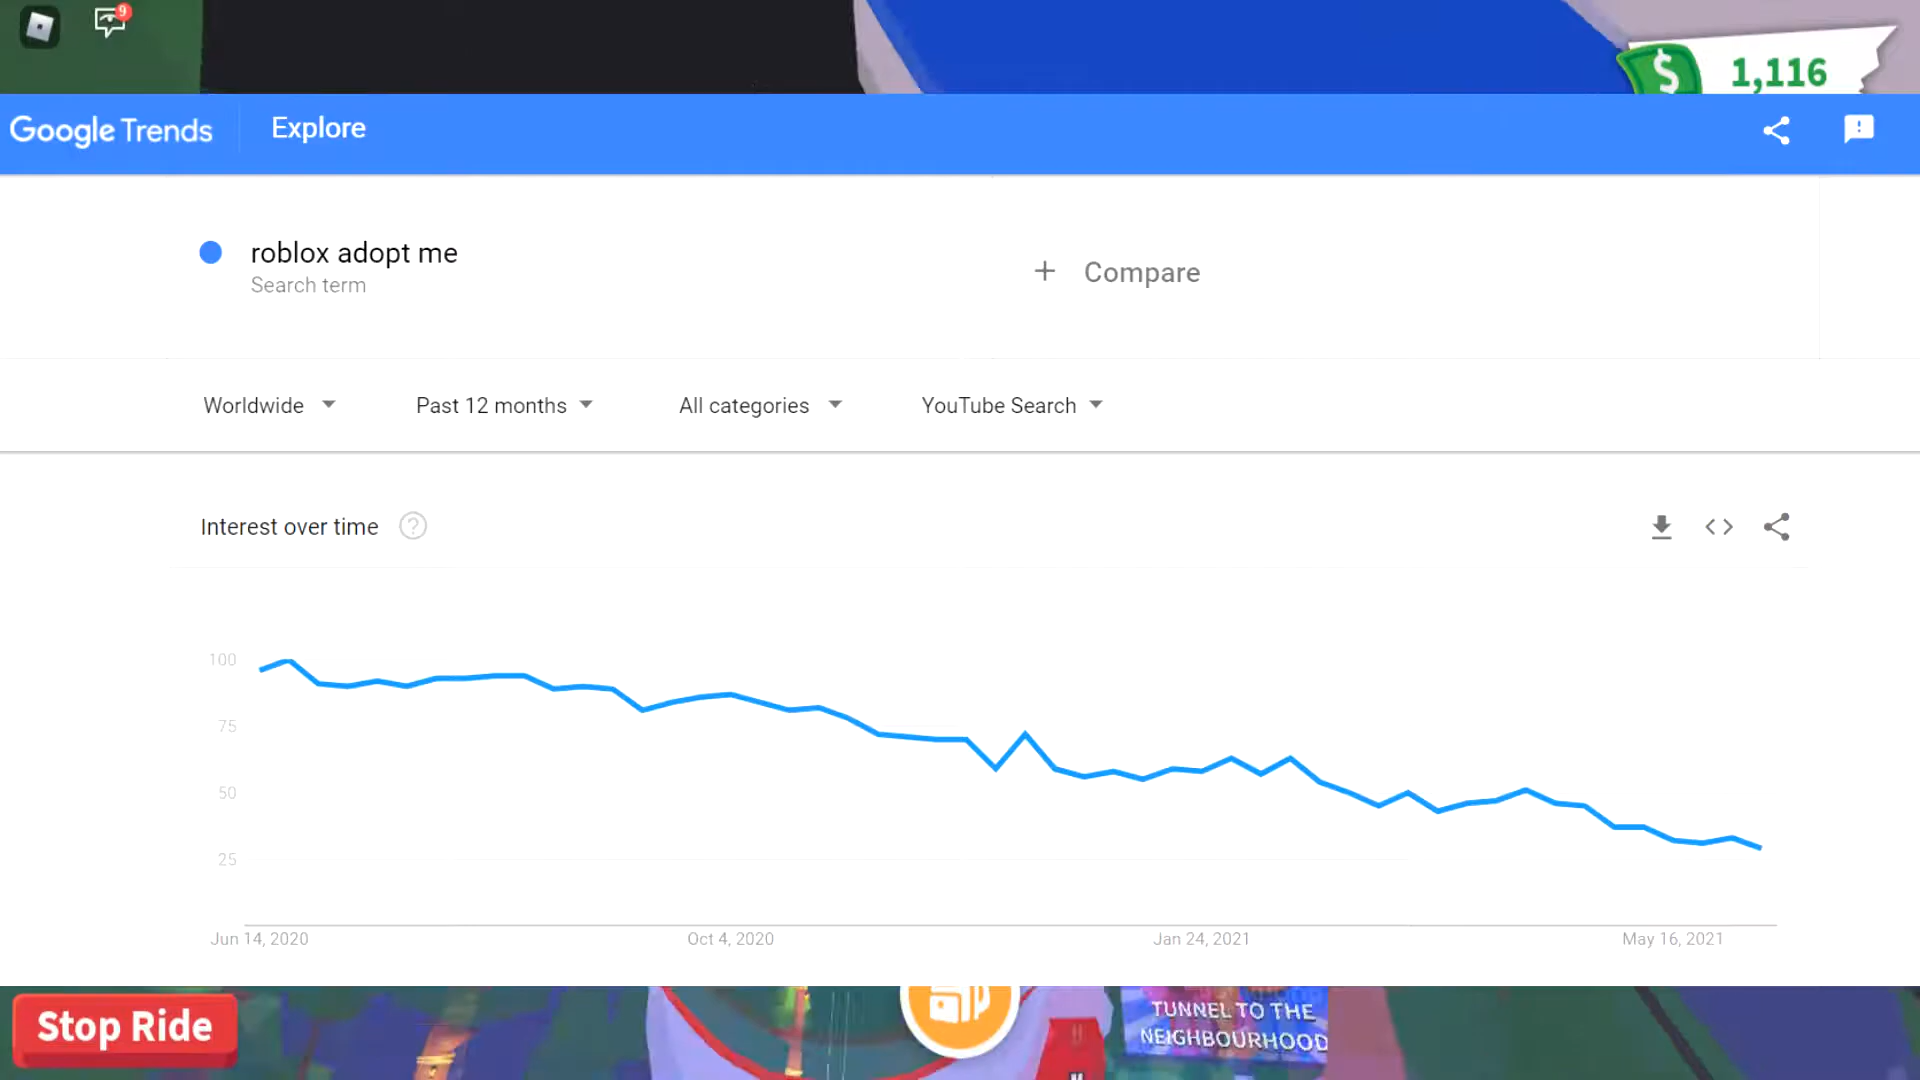 9
$ 1,116
Google Trends Explore
roblox adopt me
Search term
+ Compare
Worldwide Past 12 months All categories YouTube Search
Interest over time ?
100
75
50
25
Jun 14, 2020 Oct 4, 2020 Jan 24, 2021 May 16, 2021
Stop Ride
TUNNEL TO THE
NEIGHBOURHOOD